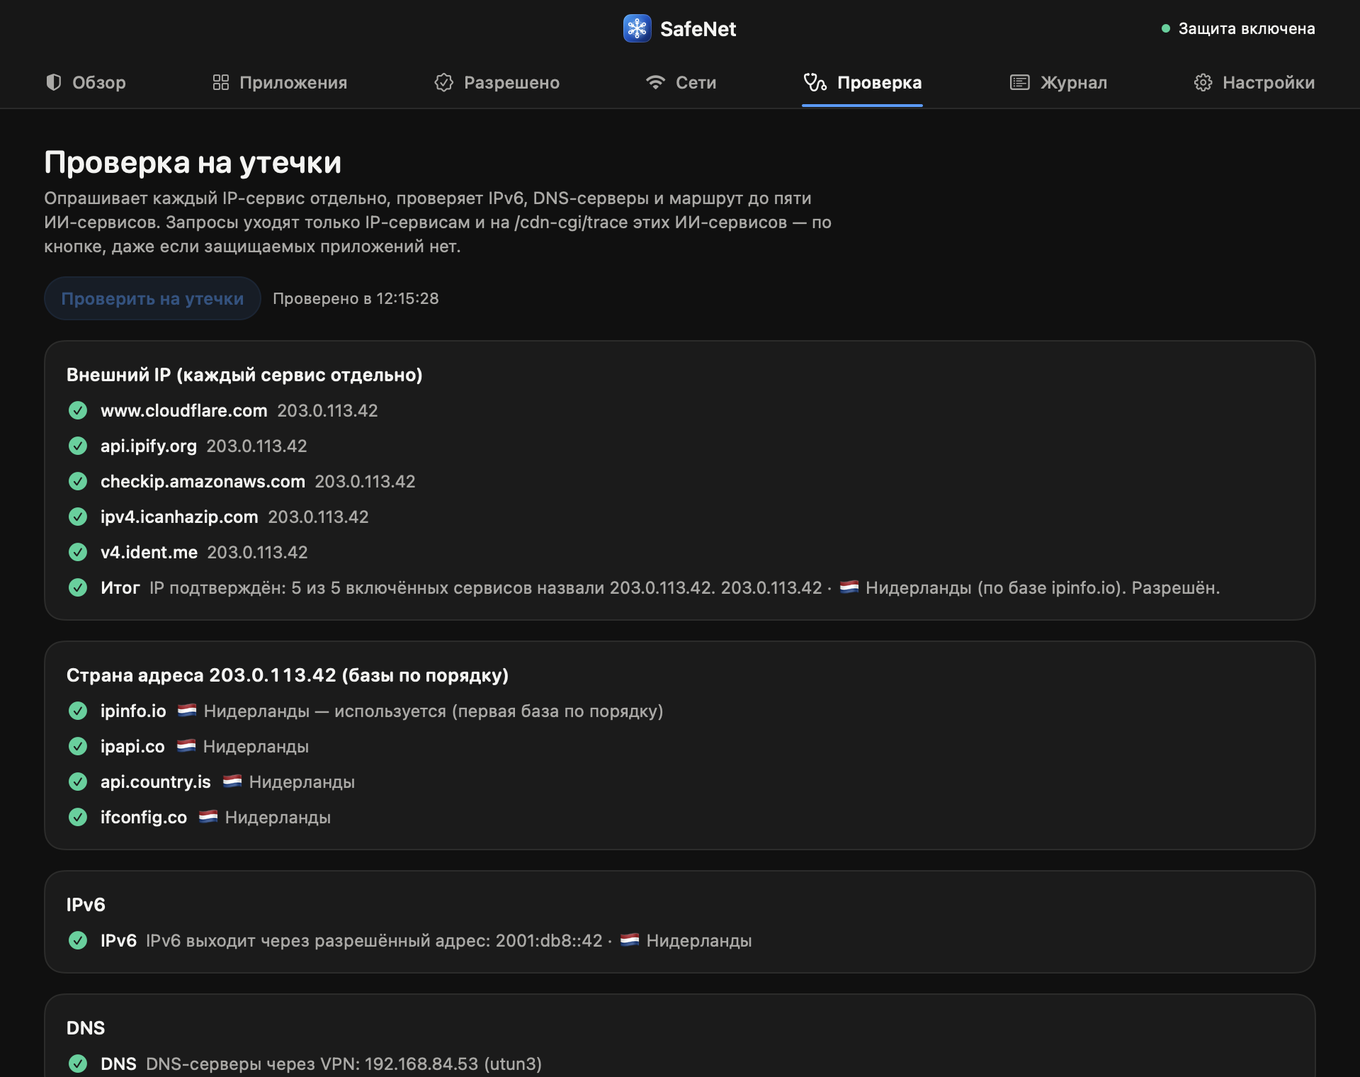 SafeNet
Защита включена
Обзор
Приложения
Разрешено
Сети
Проверка
Журнал
Настройки
Проверка на утечки
Опрашивает каждый IP-сервис отдельно, проверяет IPv6, DNS-серверы и маршрут до пяти
ИИ-сервисов. Запросы уходят только IP-сервисам и на /cdn-cgi/trace этих ИИ-сервисов — по
кнопке, даже если защищаемых приложений нет.
Проверить на утечки Проверено в 12:15:28
Внешний IP (каждый сервис отдельно)
www.cloudflare.com 203.0.113.42
api.ipify.org 203.0.113.42
checkip.amazonaws.com 203.0.113.42
ipv4.icanhazip.com 203.0.113.42
v4.ident.me 203.0.113.42
Итог IP подтверждён: 5 из 5 включённых сервисов назвали 203.0.113.42. 203.0.113.42 · Нидерланды (по базе ipinfo.io). Разрешён.
Страна адреса 203.0.113.42 (базы по порядку)
ipinfo.io Нидерланды — используется (первая база по порядку)
ipapi.co Нидерланды
api.country.is Нидерланды
ifconfig.co Нидерланды
IPv6
IPv6 IPv6 выходит через разрешённый адрес: 2001:db8::42 · Нидерланды
DNS
DNS DNS-серверы через VPN: 192.168.84.53 (utun3)